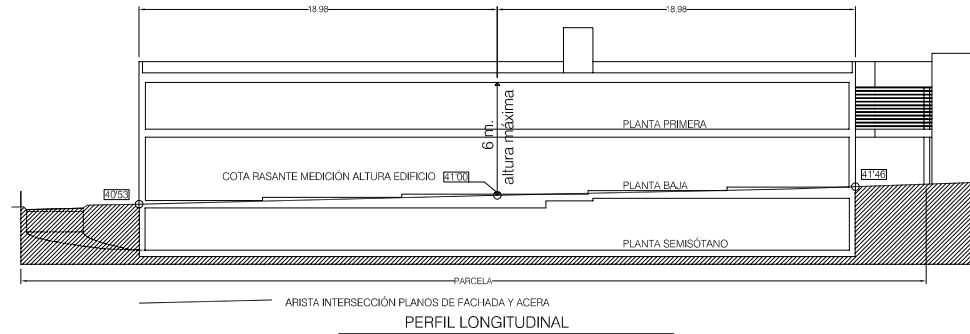 18,98
18,98
6 m.
altura máxima
PLANTA PRIMERA
COTA RASANTE MEDICIÓN ALTURA EDIFICIO 41'00
40'53
PLANTA BAJA
41'46
PLANTA SEMISÓTANO
PARCELA
ARISTA INTERSECCIÓN PLANOS DE FACHADA Y ACERA
PERFIL LONGITUDINAL